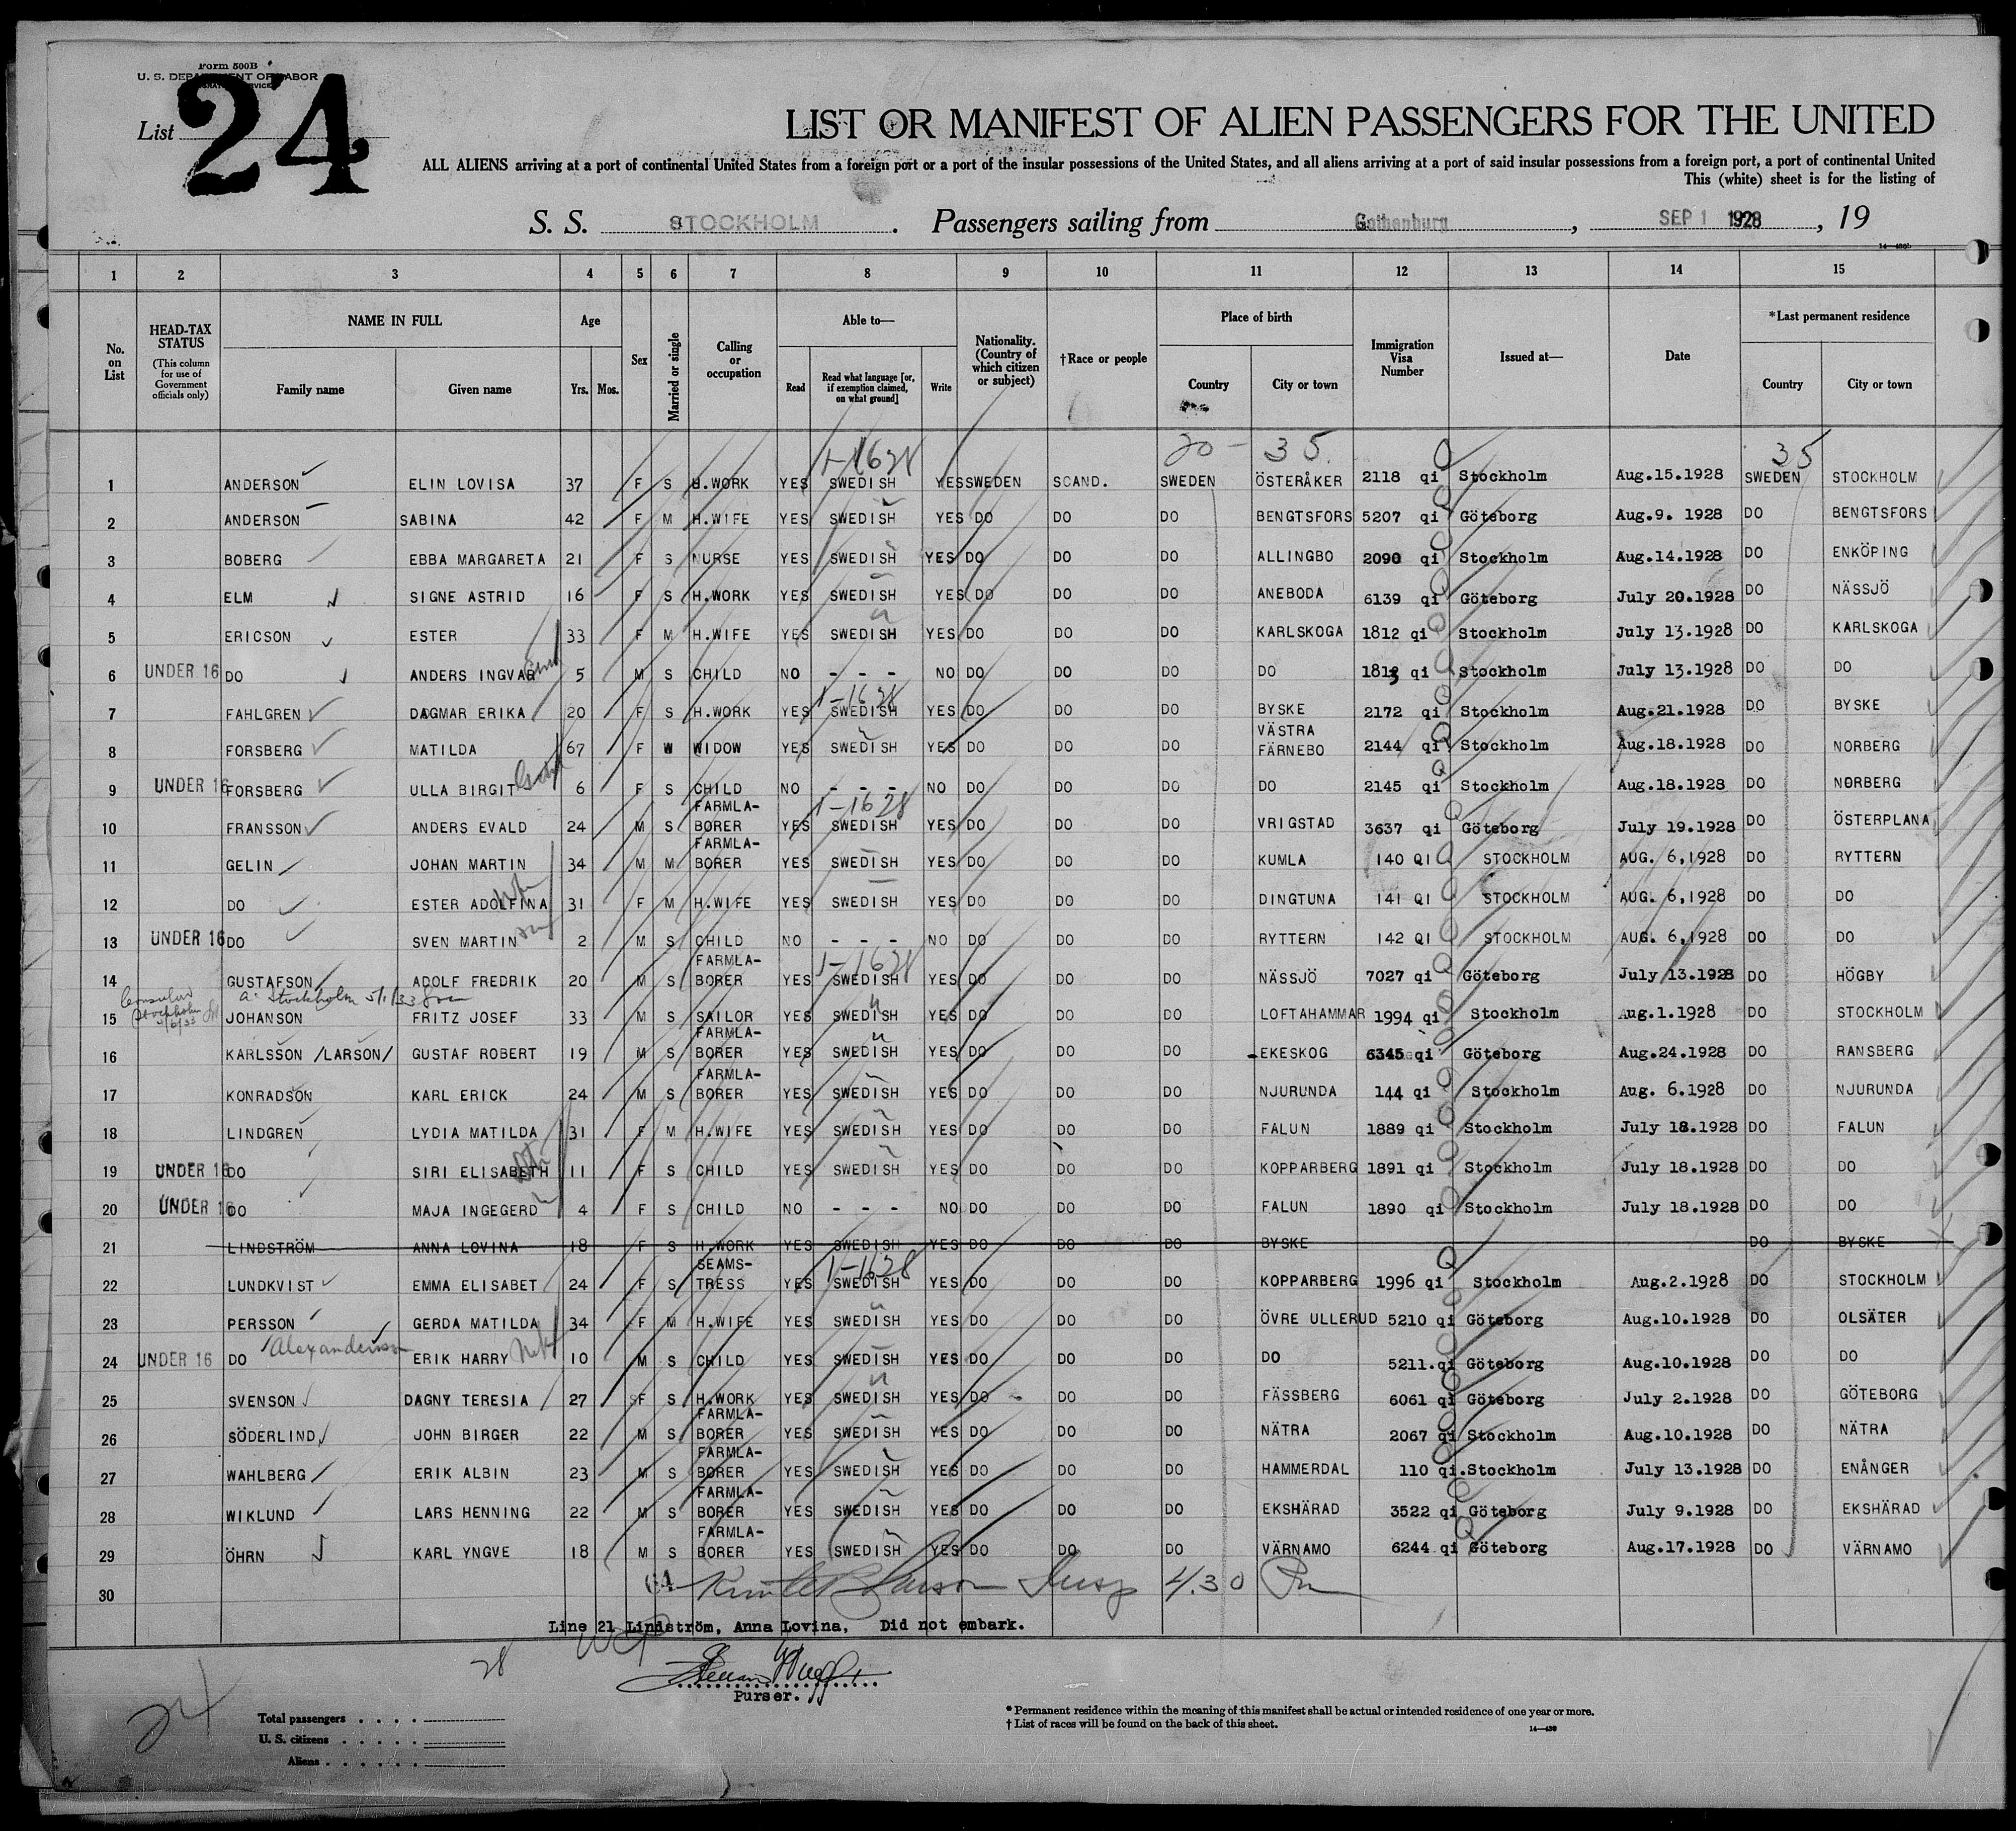 Form 500B
U. S. DEPARTMENT OF LABOR
List 24
LIST OR MANIFEST OF ALIEN PASSENGERS FOR THE UNITED
ALL ALIENS arriving at a port of continental United States from a foreign port or a port of the insular possessions of the United States, and all aliens arriving at a port of said insular possessions from a foreign port, a port of continental United
This (white) sheet is for the listing of
S. S. STOCKHOLM . Passengers sailing from Gothenburg , SEP 1 1928 , 19
1 2 3 4 5 6 7 8 9 10 11 12 13 14 15
No. on List HEAD-TAX STATUS (This column for use of Government officials only) NAME IN FULL Family name Given name Age Yrs. Mos. Sex Married or single Calling or occupation Able to— Read Read what language [or, if exemption claimed, on what ground] Write Nationality. (Country of which citizen or subject) †Race or people Place of birth Country City or town Immigration Visa Number Issued at— Date *Last permanent residence Country City or town
1-1628 20 - 35 35
1 ANDERSON ELIN LOVISA 37 F S H.WORK YES SWEDISH YES SWEDEN SCAND. SWEDEN ÖSTERÅKER 2118 qi Stockholm Aug.15.1928 SWEDEN STOCKHOLM
2 ANDERSON SABINA 42 F M H.WIFE YES SWEDISH YES DO DO DO BENGTSFORS 5207 qi Göteborg Aug.9. 1928 DO BENGTSFORS
3 BOBERG EBBA MARGARETA 21 F S NURSE YES SWEDISH YES DO DO DO ALLINGBO 2090 qi Stockholm Aug.14.1928 DO ENKÖPING
4 ELM SIGNE ASTRID 16 F S H.WORK YES SWEDISH YES DO DO DO ANEBODA 6139 qi Göteborg July 20.1928 DO NÄSSJÖ
5 ERICSON ESTER 33 F M H.WIFE YES SWEDISH YES DO DO DO KARLSKOGA 1812 qi Stockholm July 13.1928 DO KARLSKOGA
6 UNDER 16 DO ANDERS INGVAR 5 M S CHILD NO - - - NO DO DO DO DO 1813 qi Stockholm July 13.1928 DO DO
1-1628
7 FAHLGREN DAGMAR ERIKA 20 F S H.WORK YES SWEDISH YES DO DO DO BYSKE 2172 qi Stockholm Aug.21.1928 DO BYSKE
8 FORSBERG MATILDA 67 F W WIDOW YES SWEDISH YES DO DO DO VÄSTRA FÄRNEBO 2144 qi Stockholm Aug.18.1928 DO NORBERG
9 UNDER 16 FORSBERG ULLA BIRGIT 6 F S CHILD NO - - - NO DO DO DO DO 2145 qi Stockholm Aug.18.1928 DO NORBERG
1-1628
10 FRANSSON ANDERS EVALD 24 M S FARMLA-BORER YES SWEDISH YES DO DO DO VRIGSTAD 3637 qi Göteborg July 19.1928 DO ÖSTERPLANA
11 GELIN JOHAN MARTIN 34 M M FARMLA-BORER YES SWEDISH YES DO DO DO KUMLA 140 QI STOCKHOLM AUG. 6,1928 DO RYTTERN
12 DO ESTER ADOLFINA 31 F M H.WIFE YES SWEDISH YES DO DO DO DINGTUNA 141 QI STOCKHOLM AUG. 6,1928 DO DO
13 UNDER 16 DO SVEN MARTIN 2 M S CHILD NO - - - NO DO DO DO RYTTERN 142 QI STOCKHOLM AUG. 6,1928 DO DO
1-1628
14 GUSTAFSON ADOLF FREDRIK 20 M S FARMLA-BORER YES SWEDISH YES DO DO DO NÄSSJÖ 7027 qi Göteborg July 13.1928 DO HÖGBY
Stockholm 5/1/33
15 JOHANSON FRITZ JOSEF 33 M S SAILOR YES SWEDISH YES DO DO DO LOFTAHAMMAR 1994 qi Stockholm Aug.1.1928 DO STOCKHOLM
16 KARLSSON /LARSON/ GUSTAF ROBERT 19 M S FARMLA-BORER YES SWEDISH YES DO DO DO EKESKOG 6345 qi Göteborg Aug.24.1928 DO RANSBERG
17 KONRADSON KARL ERICK 24 M S FARMLA-BORER YES SWEDISH YES DO DO DO NJURUNDA 144 qi Stockholm Aug. 6.1928 DO NJURUNDA
18 LINDGREN LYDIA MATILDA 31 F M H.WIFE YES SWEDISH YES DO DO DO FALUN 1889 qi Stockholm July 18.1928 DO FALUN
19 UNDER 16 DO SIRI ELISABETH 11 F S CHILD YES SWEDISH YES DO DO DO KOPPARBERG 1891 qi Stockholm July 18.1928 DO DO
20 UNDER 16 DO MAJA INGEGERD 4 F S CHILD NO - - - NO DO DO DO FALUN 1890 qi Stockholm July 18.1928 DO DO
21 LINDSTRÖM ANNA LOVINA 18 F S H.WORK YES SWEDISH YES DO DO DO BYSKE DO BYSKE
1-1628
22 LUNDKVIST EMMA ELISABET 24 F S SEAMS-TRESS YES SWEDISH YES DO DO DO KOPPARBERG 1996 qi Stockholm Aug.2.1928 DO STOCKHOLM
23 PERSSON GERDA MATILDA 34 F M H.WIFE YES SWEDISH YES DO DO DO ÖVRE ULLERUD 5210 qi Göteborg Aug.10.1928 DO OLSÄTER
24 UNDER 16 DO Alexanderson ERIK HARRY 10 M S CHILD YES SWEDISH YES DO DO DO DO 5211.qi Göteborg Aug.10.1928 DO DO
25 SVENSON DAGNY TERESIA 27 F S H.WORK YES SWEDISH YES DO DO DO FÄSSBERG 6061 qi Göteborg July 2.1928 DO GÖTEBORG
26 SÖDERLIND JOHN BIRGER 22 M S FARMLA-BORER YES SWEDISH YES DO DO DO NÄTRA 2067 qi Stockholm Aug.10.1928 DO NÄTRA
27 WAHLBERG ERIK ALBIN 23 M S FARMLA-BORER YES SWEDISH YES DO DO DO HAMMERDAL 110 qi.Stockholm July 13.1928 DO ENÅNGER
28 WIKLUND LARS HENNING 22 M S FARMLA-BORER YES SWEDISH YES DO DO DO EKSHÄRAD 3522 qi Göteborg July 9.1928 DO EKSHÄRAD
29 ÖHRN KARL YNGVE 18 M S FARMLA-BORER YES SWEDISH YES DO DO DO VÄRNAMO 6244 qi Göteborg Aug.17.1928 DO VÄRNAMO
30 Larson 4.30
Line 21 Lindström, Anna Lovina, Did not embark.
28
Purser.
24
Total passengers . . . .
U. S. citizens . . . . .
Aliens . . . . . .
* Permanent residence within the meaning of this manifest shall be actual or intended residence of one year or more.
† List of races will be found on the back of this sheet.
14—430